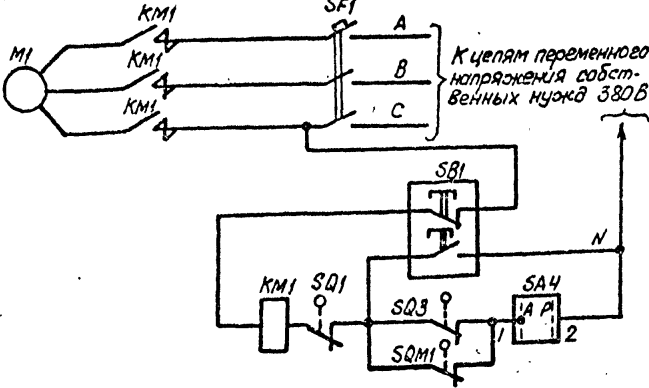 SF1
KM1
A
M1
KM1
B
KM1
C
К цепям переменного
напряжения собст-
венных нужд 380В
SB1
N
KM1
SQ1
SQ3
SA4
A P
1
2
SQM1